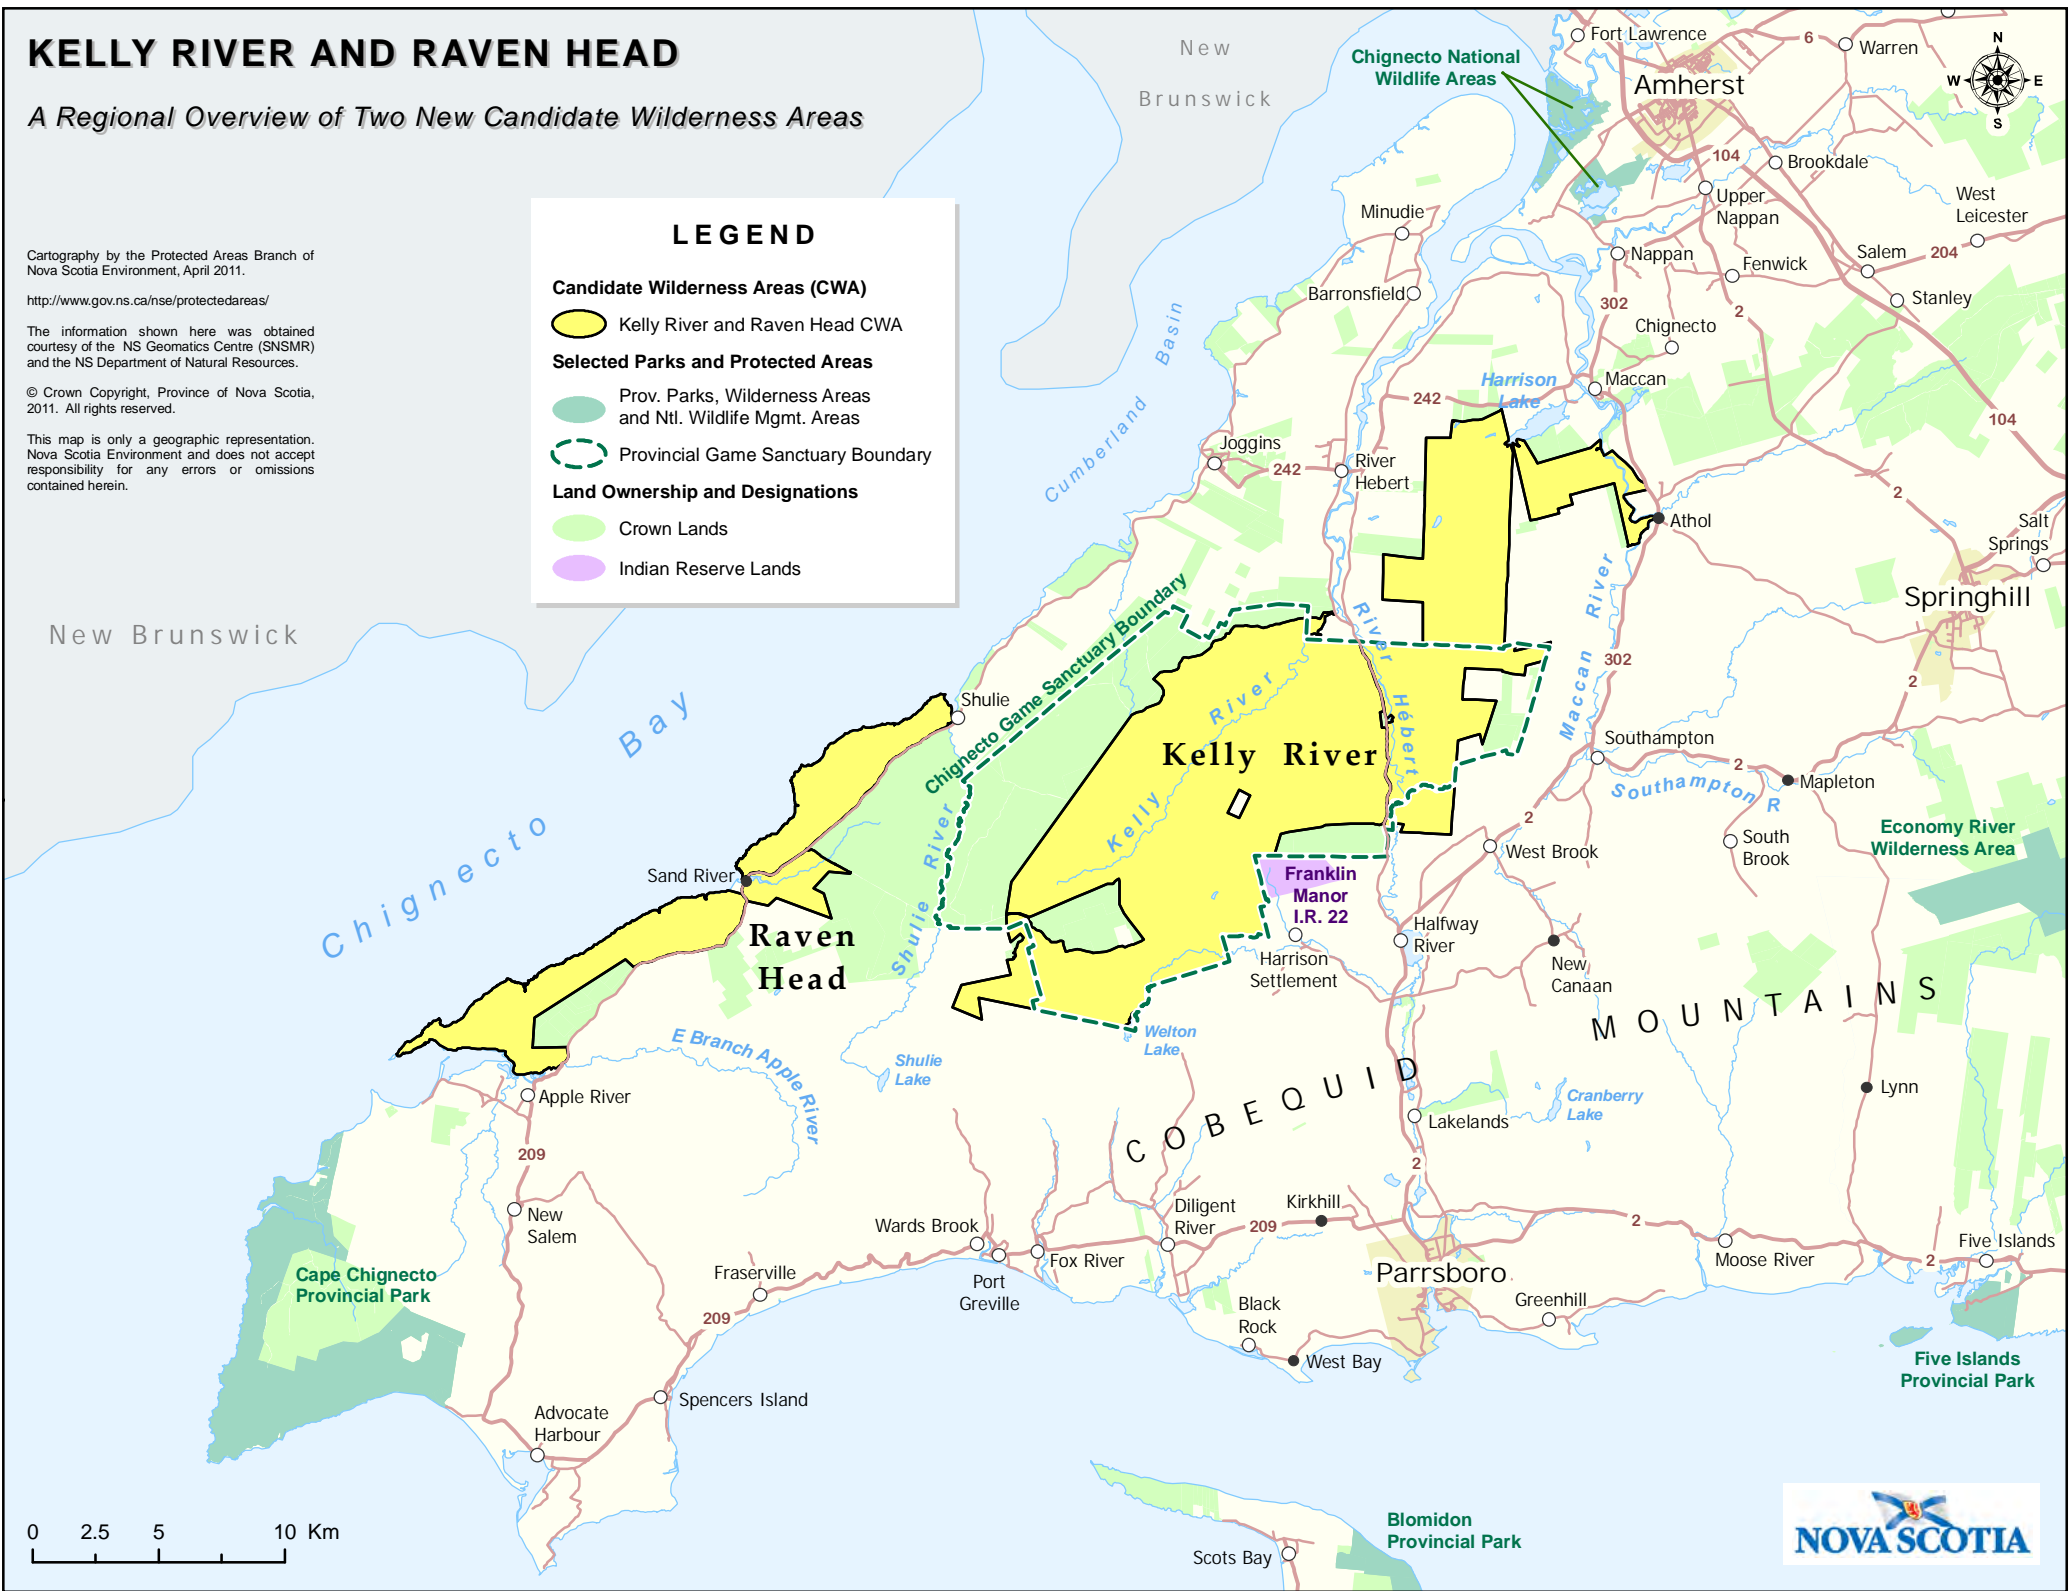 KELLY RIVER AND RAVEN HEAD
A Regional Overview of Two New Candidate Wilderness Areas
Cartography by the Protected Areas Branch of
Nova Scotia Environment, April 2011.
http://www.gov.ns.ca/nse/protectedareas/
The information shown here was obtained
courtesy of the NS Geomatics Centre (SNSMR)
and the NS Department of Natural Resources.
© Crown Copyright, Province of Nova Scotia,
2011. All rights reserved.
This map is only a geographic representation.
Nova Scotia Environment and does not accept
responsibility for any errors or omissions
contained herein.
LEGEND
Candidate Wilderness Areas (CWA)
Kelly River and Raven Head CWA
Selected Parks and Protected Areas
Prov. Parks, Wilderness Areas
and Ntl. Wildlife Mgmt. Areas
Provincial Game Sanctuary Boundary
Land Ownership and Designations
Crown Lands
Indian Reserve Lands
New
Brunswick
New Brunswick
Chignecto National
Wildlife Areas
Fort Lawrence
6
Warren
N
W
E
S
Amherst
104
Brookdale
Upper
Nappan
West
Leicester
Minudie
Nappan
Fenwick
Salem
204
Barronsfield
302
2
Stanley
Chignecto
Cumberland Basin
Harrison
Lake
Maccan
242
104
Joggins
242
River
Hebert
2
Athol
Salt
Springs
Springhill
River Hébert
Maccan River
302
2
Chignecto Game Sanctuary Boundary
Shulie
Chignecto Bay
Kelly River
Kelly River
Southampton
2
Southampton R
Mapleton
2
South
Brook
West Brook
Economy River
Wilderness Area
Sand River
Shulie River
Shulie River
Franklin
Manor
I.R. 22
Raven
Head
Halfway
River
Harrison
Settlement
New
Canaan
COBEQUID MOUNTAINS
E Branch Apple River
Shulie
Lake
Welton
Lake
Apple River
Cranberry
Lake
Lynn
Lakelands
209
2
New
Salem
Wards Brook
Diligent
River
Kirkhill
209
2
Fox River
Moose River
Five Islands
2
Cape Chignecto
Provincial Park
Fraserville
Port
Greville
Parrsboro
209
Black
Rock
Greenhill
West Bay
Five Islands
Provincial Park
Spencers Island
Advocate
Harbour
Blomidon
Provincial Park
Scots Bay
0 2.5 5 10 Km
NOVA SCOTIA